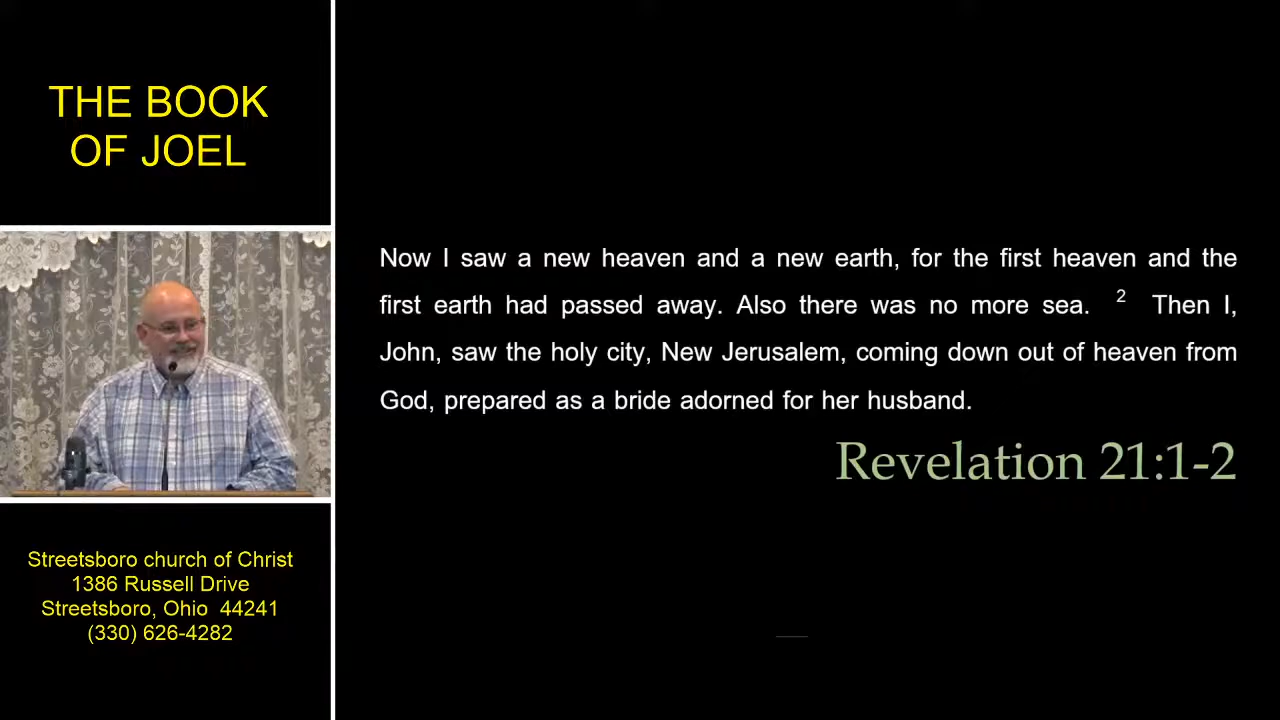 THE BOOK
OF JOEL
Streetsboro church of Christ
1386 Russell Drive
Streetsboro, Ohio 44241
(330) 626-4282
Now I saw a new heaven and a new earth, for the first heaven and the
first earth had passed away. Also there was no more sea. 2 Then I,
John, saw the holy city, New Jerusalem, coming down out of heaven from
God, prepared as a bride adorned for her husband.
Revelation 21:1-2